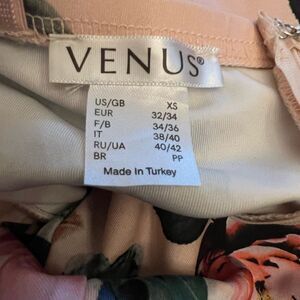 VENUS®
US/GB XS
EUR 32/34
F/B 34/36
IT 38/40
RU/UA 40/42
BR PP
Made In Turkey